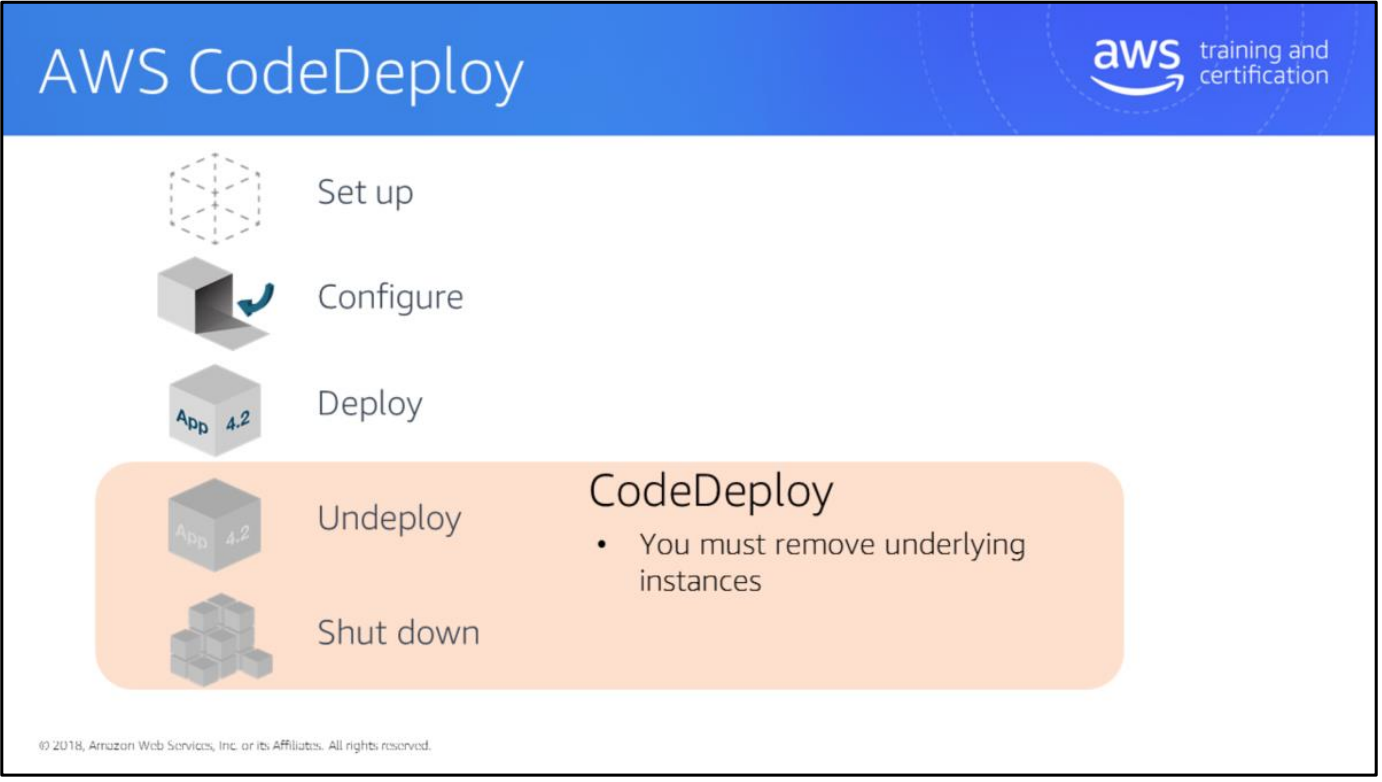 AWS CodeDeploy
aws training and
certification
Set up
Configure
App 4.2
Deploy
App 4.2
Undeploy
Shut down
CodeDeploy
• You must remove underlying
instances
© 2018, Amazon Web Services, Inc. or its Affiliates. All rights reserved.